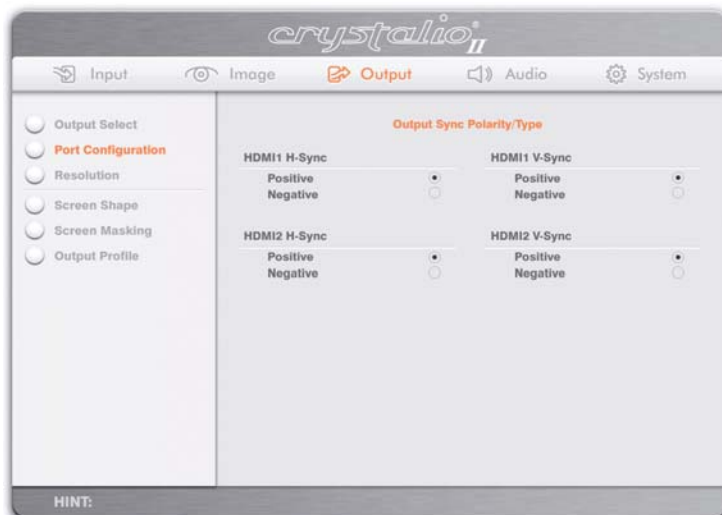 crystalio II
Input Image Output Audio System
Output Select
Port Configuration
Resolution
Screen Shape
Screen Masking
Output Profile
Output Sync Polarity/Type
HDMI1 H-Sync
Positive
Negative
HDMI1 V-Sync
Positive
Negative
HDMI2 H-Sync
Positive
Negative
HDMI2 V-Sync
Positive
Negative
HINT: